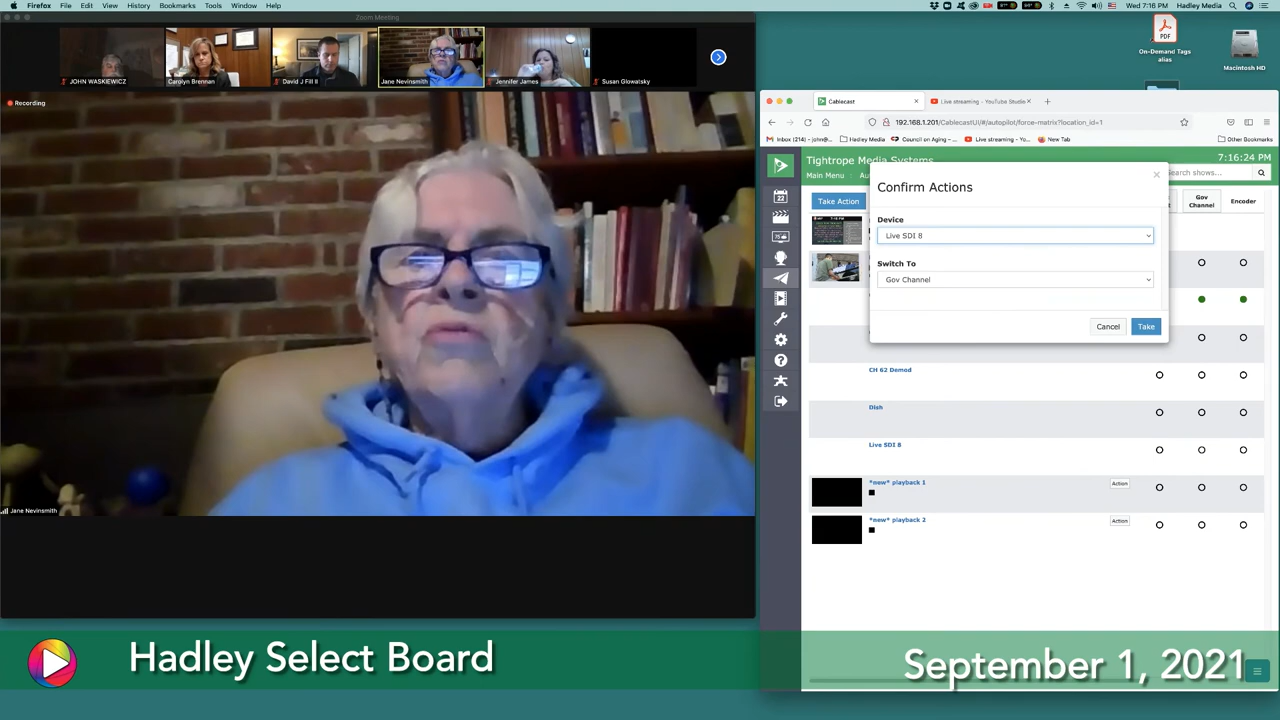 Firefox File Edit View History Bookmarks Tools Window Help
Wed 7:16 PM Hadley Media
Zoom Meeting
JOHN WASKIEWICZ
Carolyn Brennan
David J Fill II
Jane Nevinsmith
Jennifer James
Susan Glowatsky
Recording
Jane Nevinsmith
PDF
On-Demand Tags
alias
Macintosh HD
Cablecast
Live streaming - YouTube Studio
192.168.1.201/CablecastUI/#/autopilot/force-matrix?location_id=1
Inbox (214) - john@...
Hadley Media
Council on Aging -...
Live streaming - Yo...
New Tab
Other Bookmarks
Tightrope Media Systems
7:16:24 PM
Main Menu
Search shows...
22
Take Action
Gov
Channel
Encoder
Confirm Actions
Device
Live SDI 8
Switch To
Gov Channel
Cancel
Take
CH 62 Demod
Dish
Live SDI 8
*new* playback 1
Action
*new* playback 2
Action
Hadley Select Board
September 1, 2021